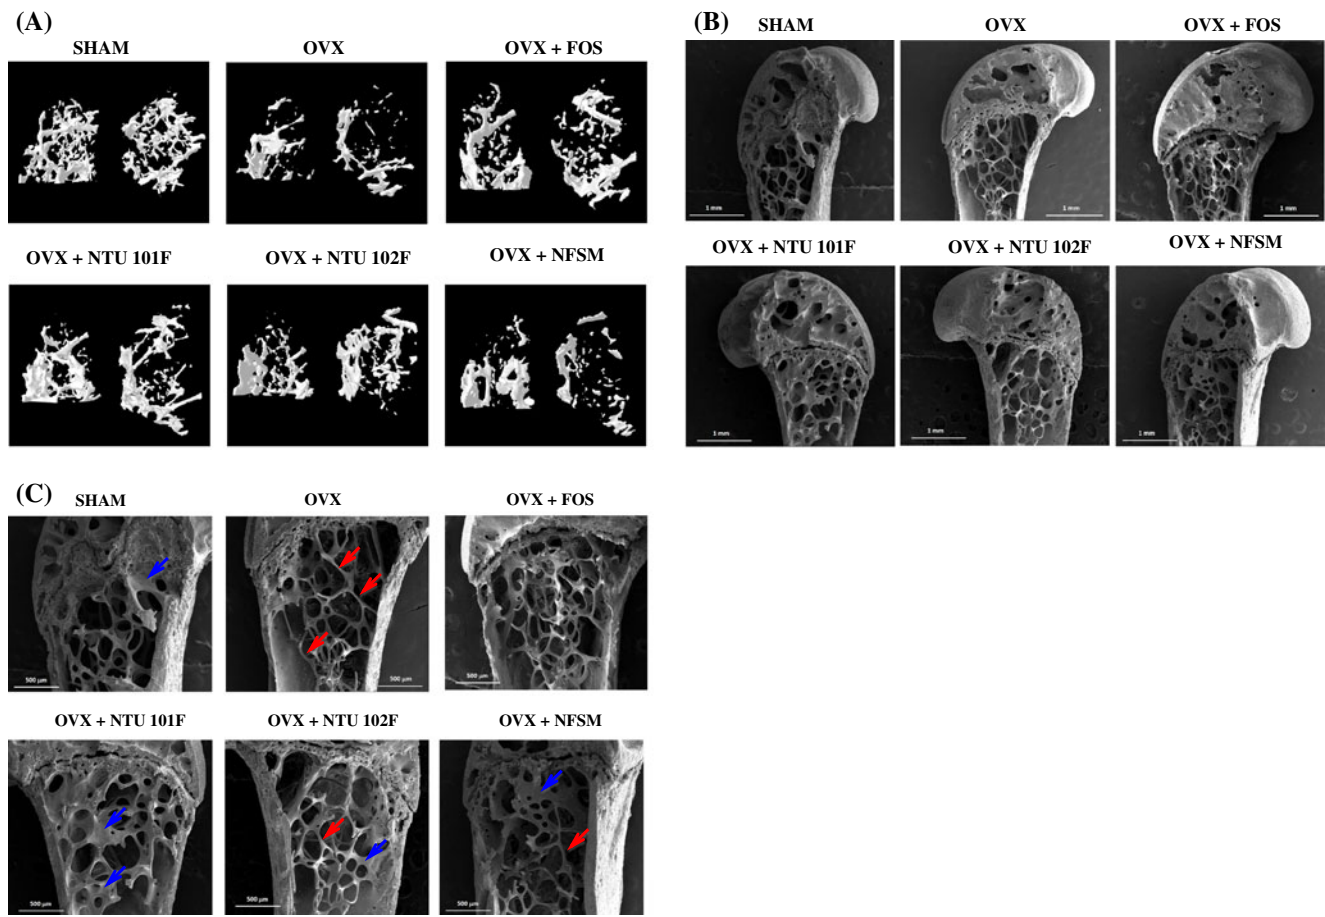 (A)
SHAM OVX OVX + FOS
OVX + NTU 101F OVX + NTU 102F OVX + NFSM
(B)
SHAM OVX OVX + FOS
1 mm 1 mm 1 mm
OVX + NTU 101F OVX + NTU 102F OVX + NFSM
1 mm 1 mm 1 mm
(C)
SHAM OVX OVX + FOS
500 µm 500 µm 500 µm
OVX + NTU 101F OVX + NTU 102F OVX + NFSM
500 µm 500 µm 500 µm